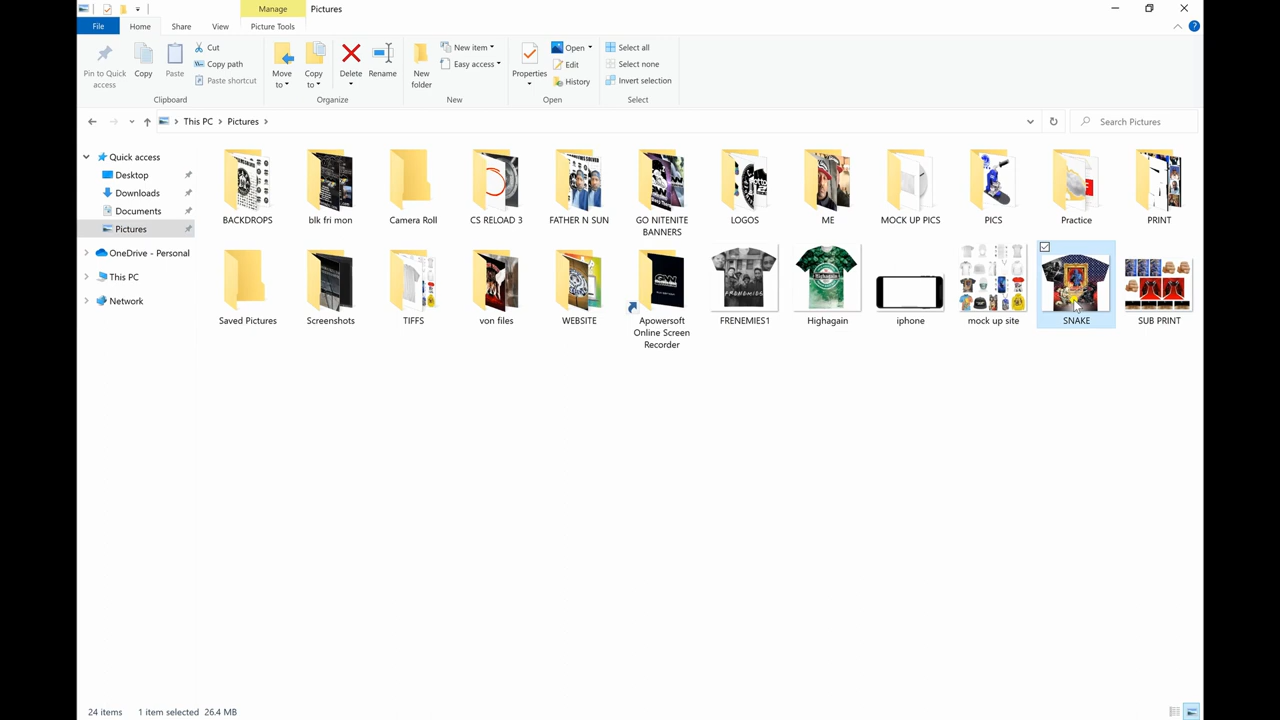 Manage
Pictures
File
Home
Share
View
Picture Tools
Pin to Quick access
Copy
Paste
Cut
Copy path
Paste shortcut
Clipboard
Move to
Copy to
Delete
Rename
Organize
New folder
New item
Easy access
New
Properties
Open
Edit
History
Open
Select all
Select none
Invert selection
Select
This PC
Pictures
Search Pictures
Quick access
Desktop
Downloads
Documents
Pictures
OneDrive - Personal
This PC
Network
BACKDROPS
blk fri mon
Camera Roll
CS RELOAD 3
FATHER N SUN
GO NITENITE
BANNERS
LOGOS
ME
MOCK UP PICS
PICS
Practice
PRINT
Saved Pictures
Screenshots
TIFFS
von files
WEBSITE
Apowersoft
Online Screen
Recorder
FRENEMIES1
Highagain
iphone
mock up site
SNAKE
SUB PRINT
24 items
1 item selected
26.4 MB